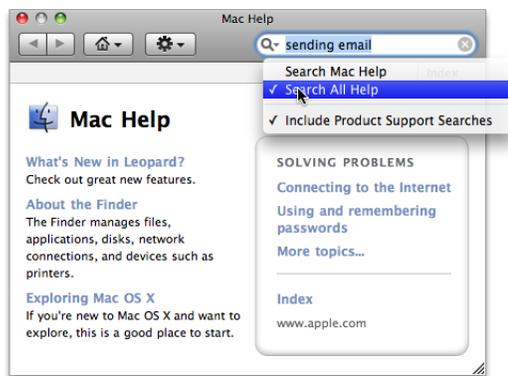 Mac Help
sending email
Search Mac Help
Index
✓ Search All Help
✓ Include Product Support Searches
Mac Help
What's New in Leopard?
Check out great new features.
About the Finder
The Finder manages files,
applications, disks, network
connections, and devices such as
printers.
Exploring Mac OS X
If you're new to Mac OS X and want to
explore, this is a good place to start.
SOLVING PROBLEMS
Connecting to the Internet
Using and remembering
passwords
More topics...
Index
www.apple.com